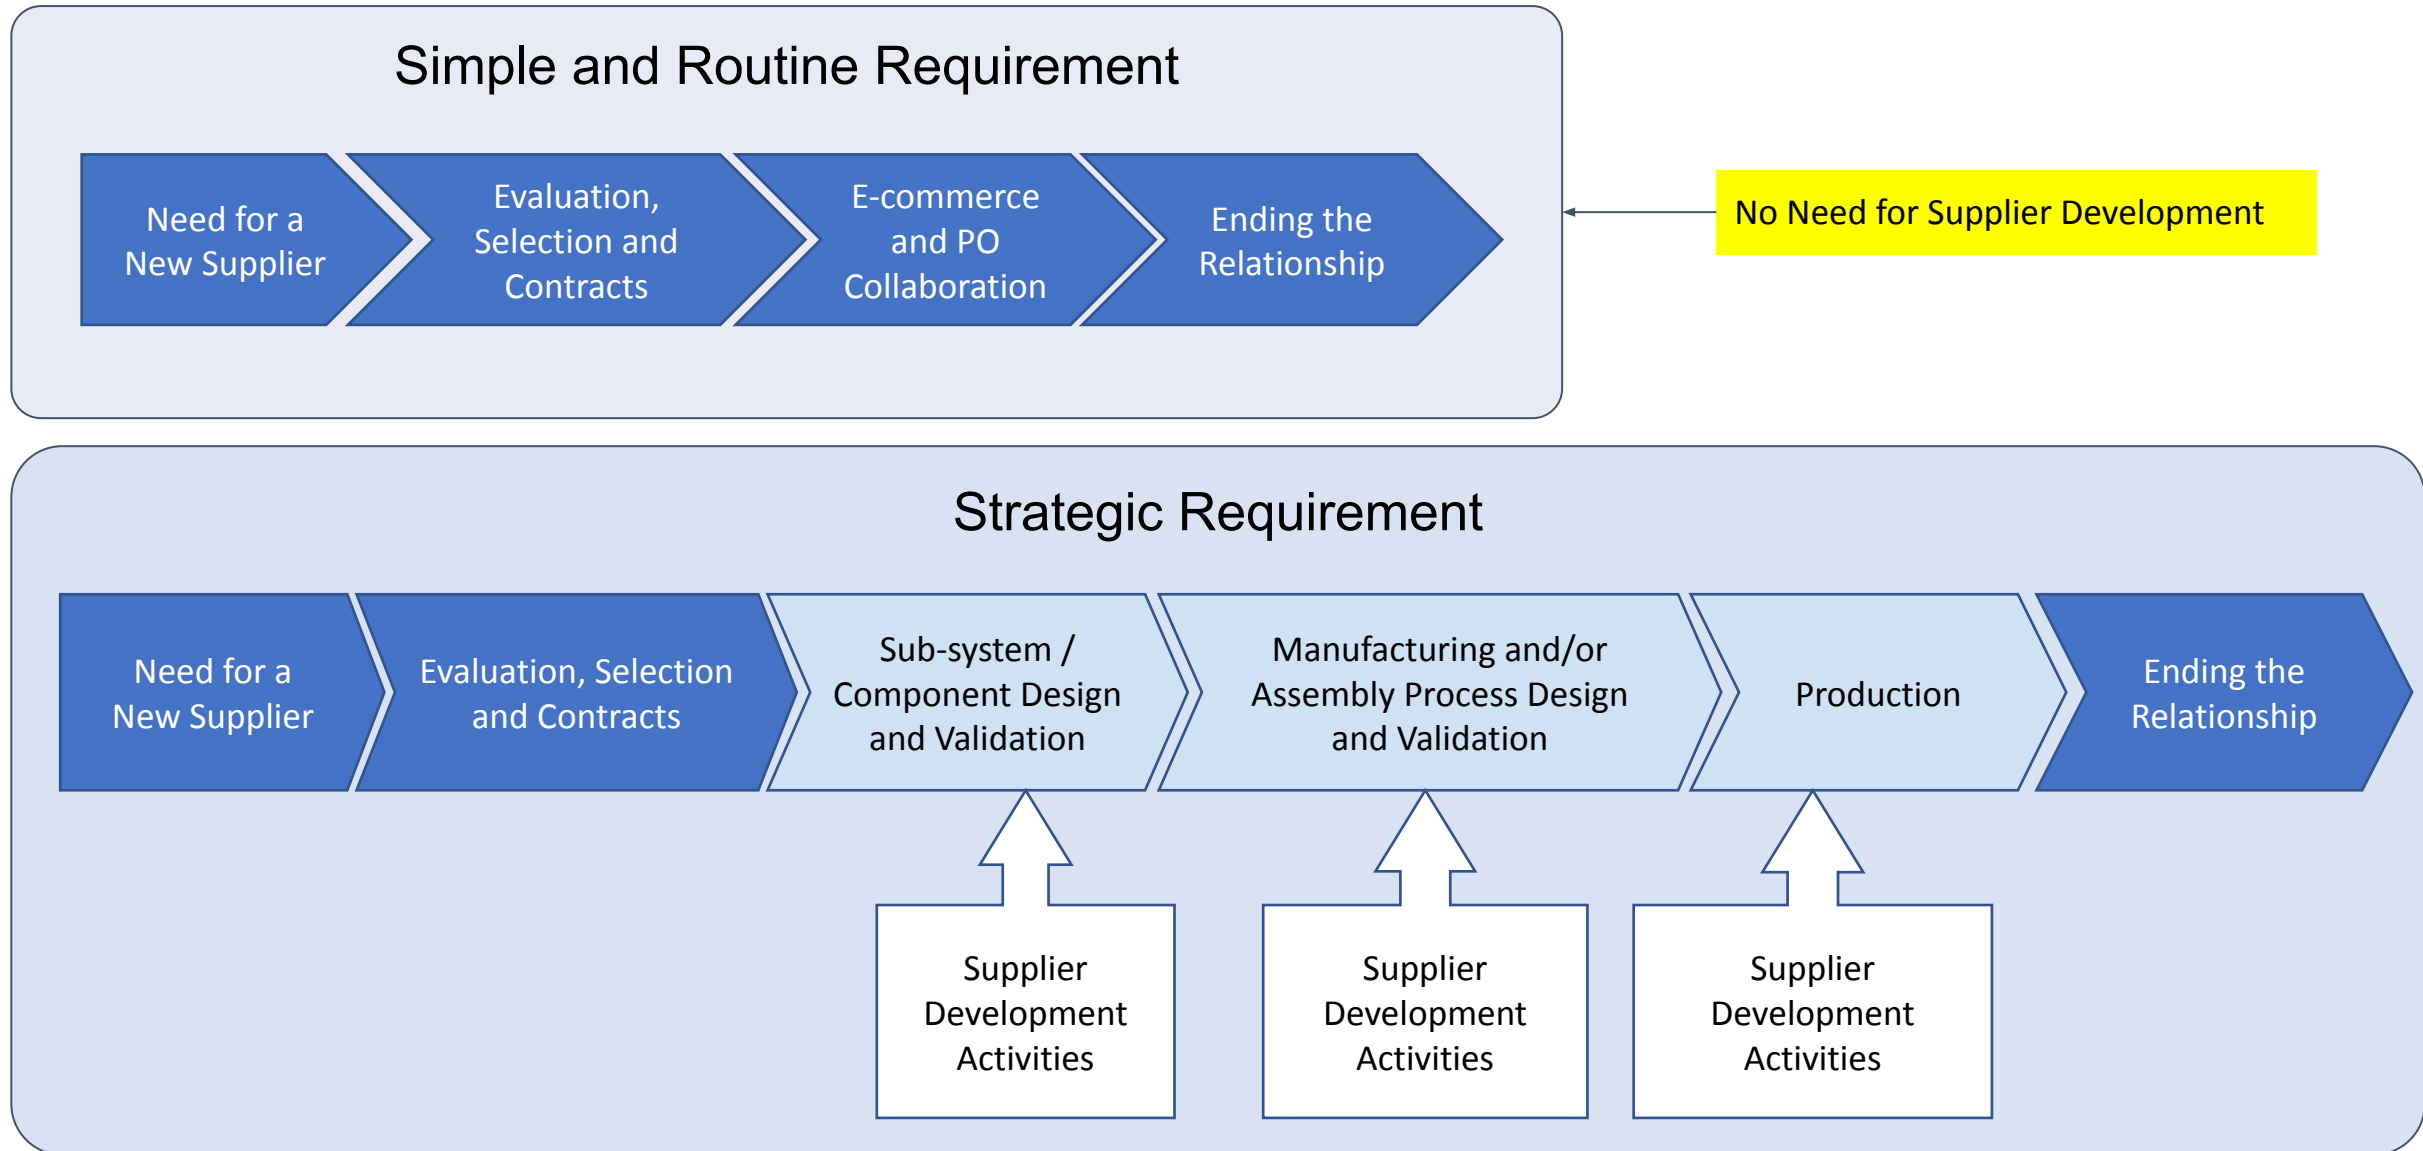 Simple and Routine Requirement
Need for a
New Supplier
Evaluation,
Selection and
Contracts
E-commerce
and PO
Collaboration
Ending the
Relationship
No Need for Supplier Development
Strategic Requirement
Need for a
New Supplier
Evaluation, Selection
and Contracts
Sub-system /
Component Design
and Validation
Manufacturing and/or
Assembly Process Design
and Validation
Production
Ending the
Relationship
Supplier
Development
Activities
Supplier
Development
Activities
Supplier
Development
Activities